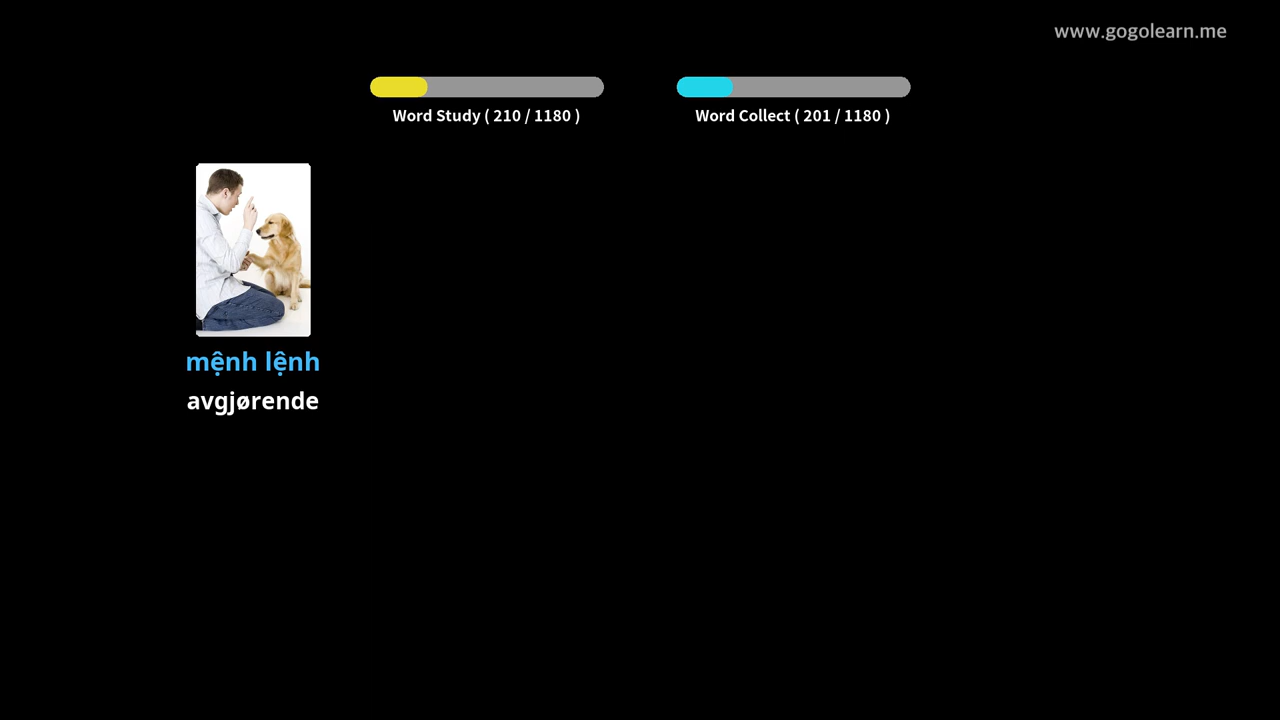 www.gogolearn.me
Word Study ( 210 / 1180 )
Word Collect ( 201 / 1180 )
mệnh lệnh
avgjørende